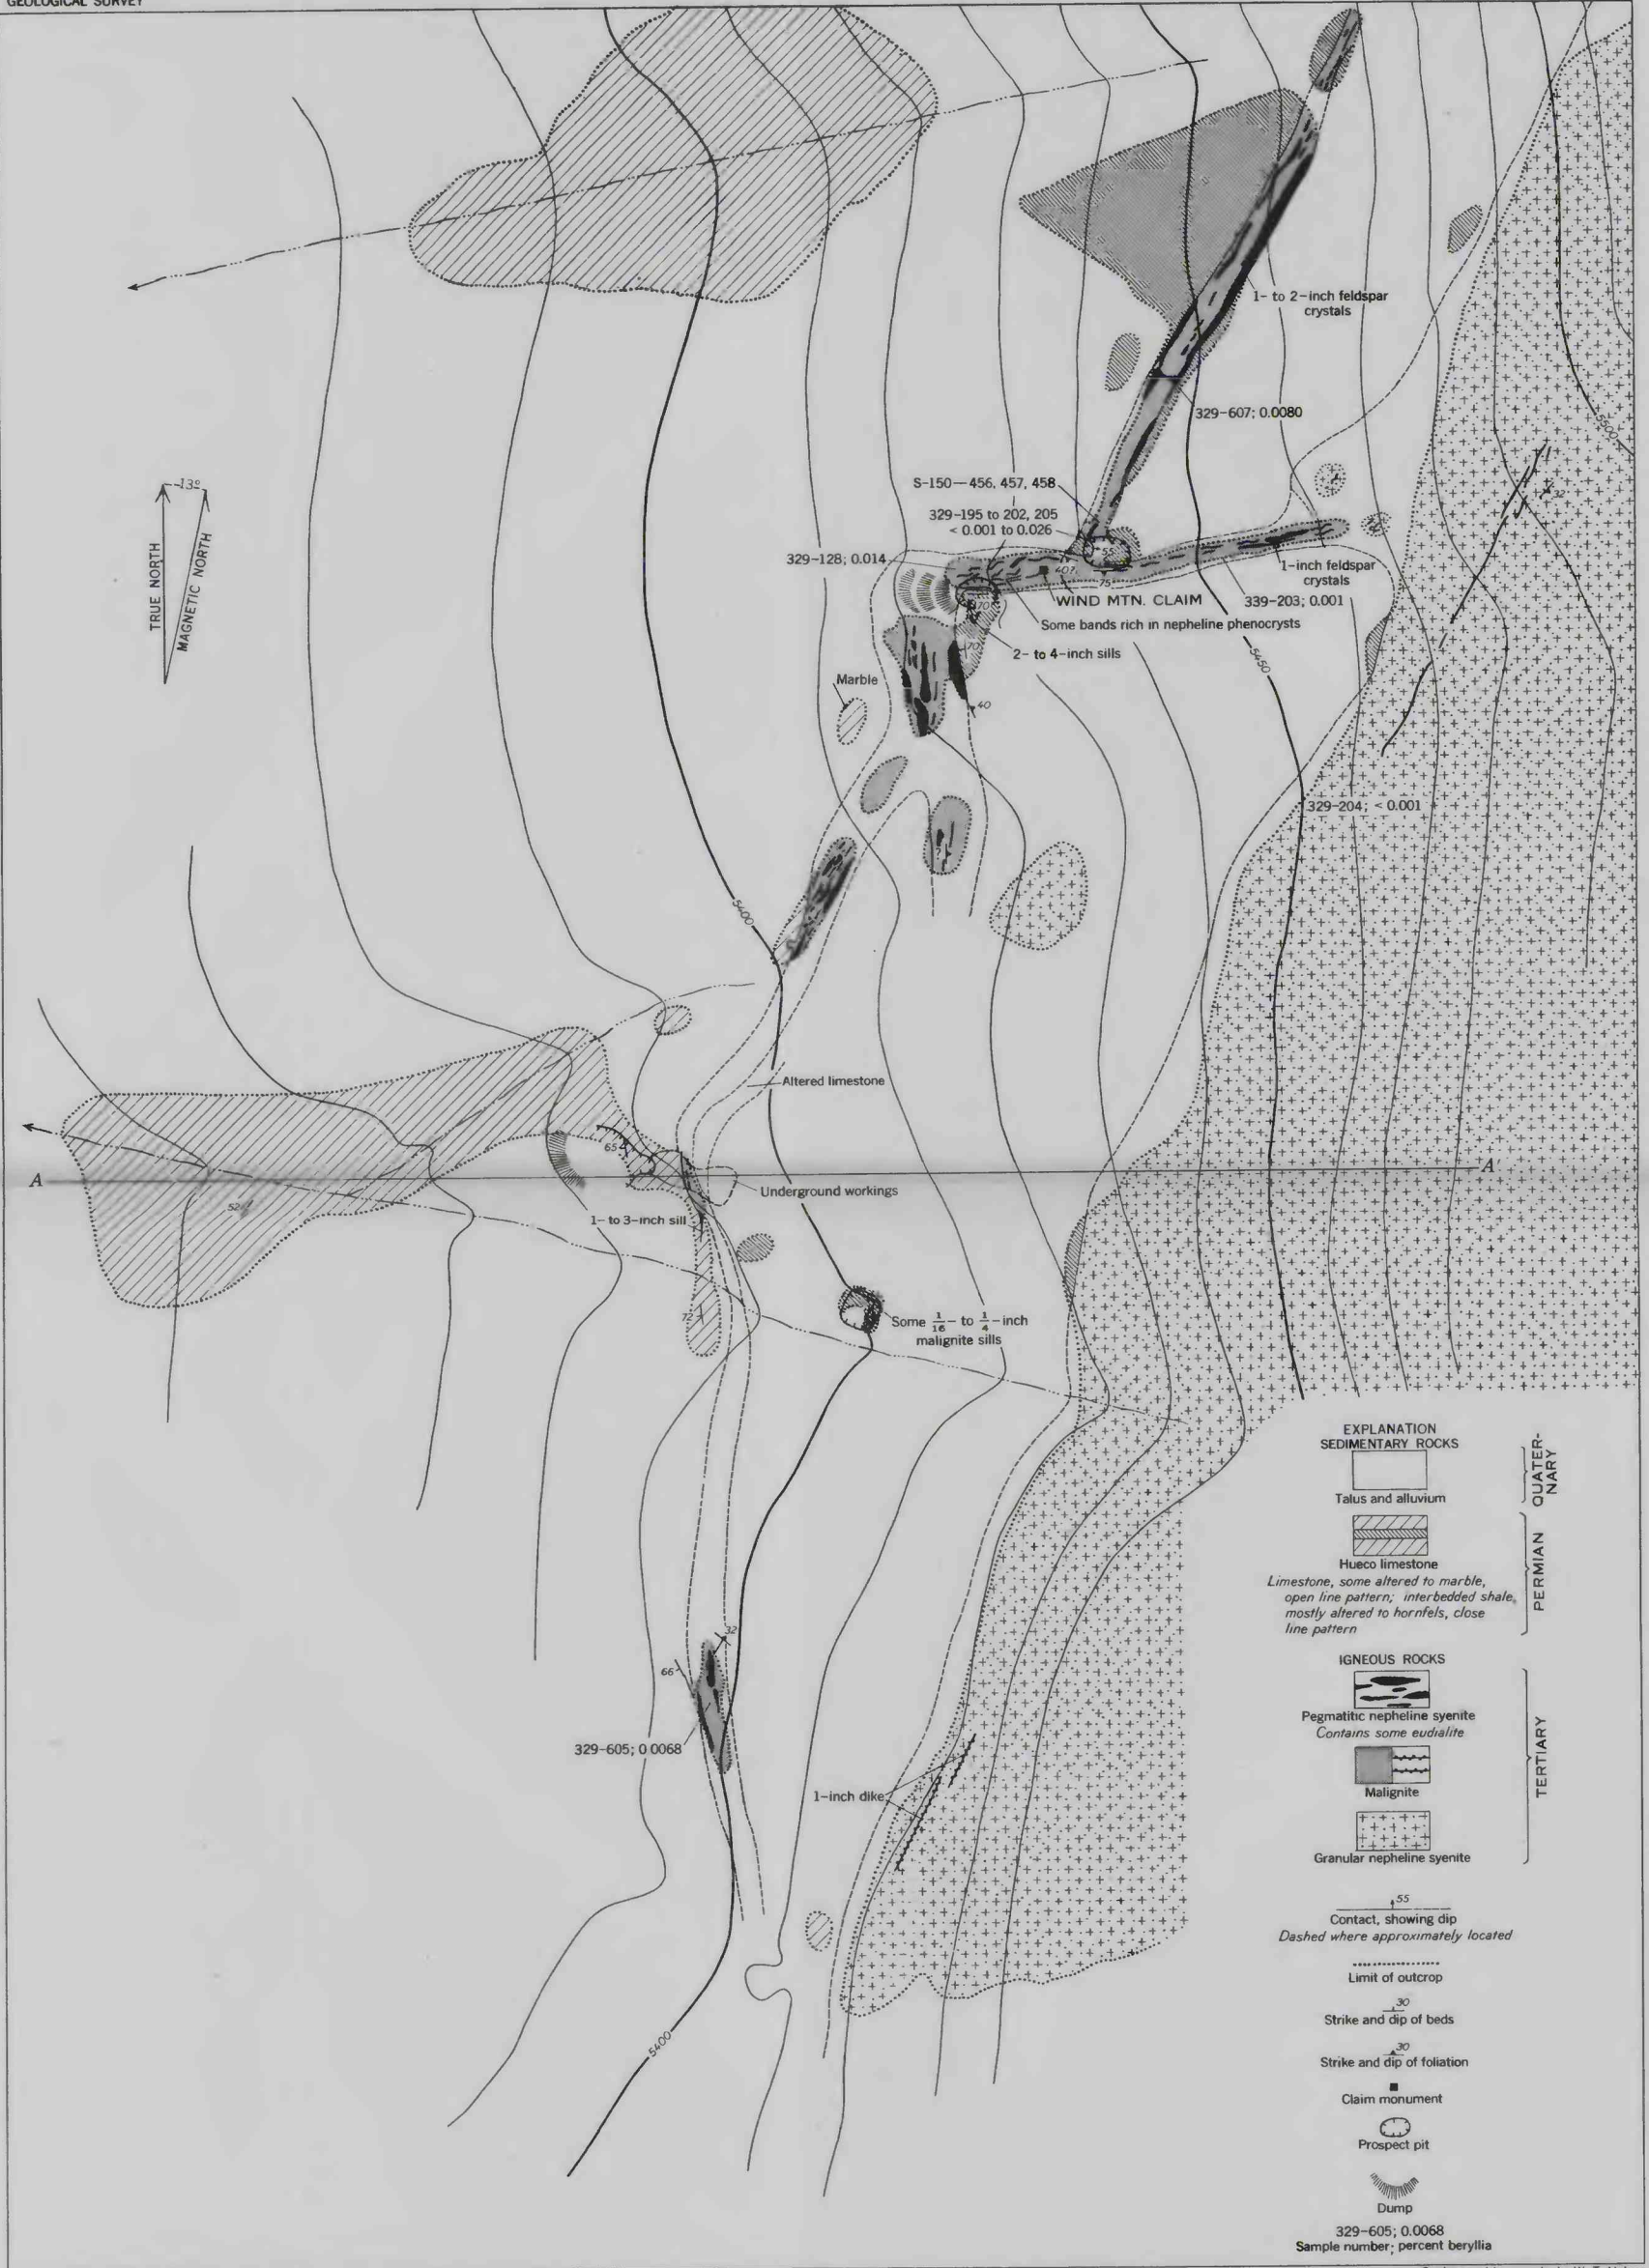 GEOLOGICAL SURVEY
1- to 2-inch feldspar
crystals
5500
329-607; 0.0080
32
13°
TRUE NORTH
MAGNETIC NORTH
S-150—456, 457, 458
329-195 to 202, 205
< 0.001 to 0.026
329-128; 0.014
55
40?
75
1-inch feldspar
crystals
WIND MTN. CLAIM
339-203; 0.001
70
Some bands rich in nepheline phenocrysts
70
2- to 4-inch sills
5450
Marble
40
329-204; < 0.001
5400
Altered limestone
65
A
A'
Underground workings
52
1- to 3-inch sill
72
Some 1/16- to 1/4-inch
malignite sills
32
66
329-605; 0.0068
1-inch dike
5400
EXPLANATION
SEDIMENTARY ROCKS
Talus and alluvium
QUATER-
NARY
Hueco limestone
Limestone, some altered to marble,
open line pattern; interbedded shale,
mostly altered to hornfels, close
line pattern
PERMIAN
IGNEOUS ROCKS
Pegmatitic nepheline syenite
Contains some eudialite
Malignite
Granular nepheline syenite
TERTIARY
55
Contact, showing dip
Dashed where approximately located
Limit of outcrop
30
Strike and dip of beds
30
Strike and dip of foliation
Claim monument
Prospect pit
Dump
329-605; 0.0068
Sample number; percent beryllia